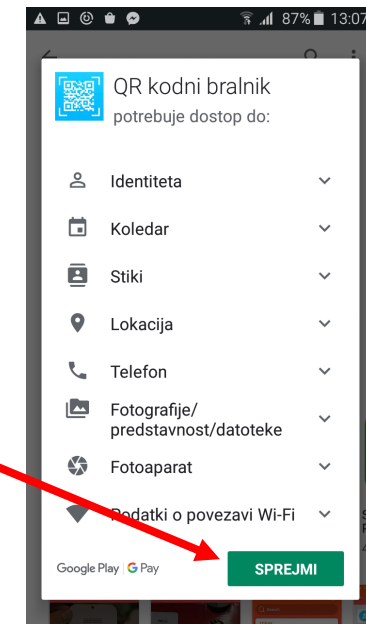 87% 13:07
QR kodni bralnik
potrebuje dostop do:
Identiteta
Koledar
Stiki
Lokacija
Telefon
Fotografije/
predstavnost/datoteke
Fotoaparat
Podatki o povezavi Wi-Fi
Google Play | G Pay
SPREJMI